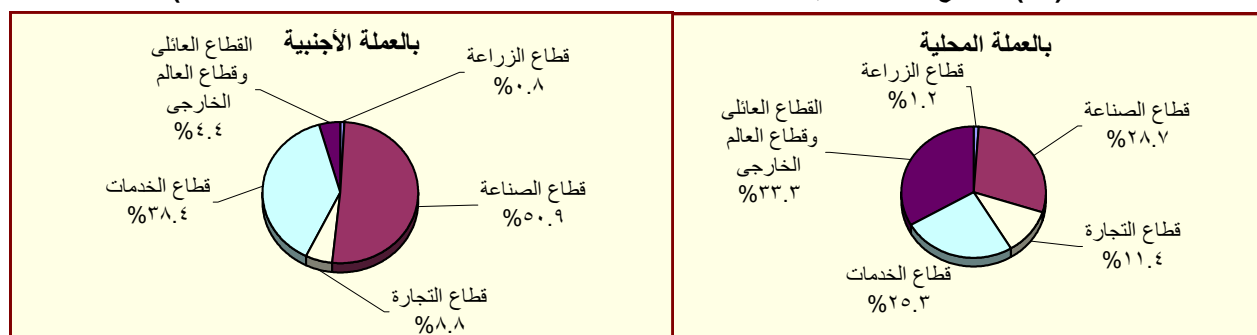 بالعملة المحلية
قطاع الزراعة
%١.٢
قطاع الصناعة
%٢٨.٧
قطاع التجارة
%١١.٤
قطاع الخدمات
%٢٥.٣
القطاع العائلى
وقطاع العالم
الخارجى
%٣٣.٣
بالعملة الأجنبية
قطاع الزراعة
%٠.٨
قطاع الصناعة
%٥٠.٩
قطاع التجارة
%٨.٨
قطاع الخدمات
%٣٨.٤
القطاع العائلى
وقطاع العالم
الخارجى
%٤.٤